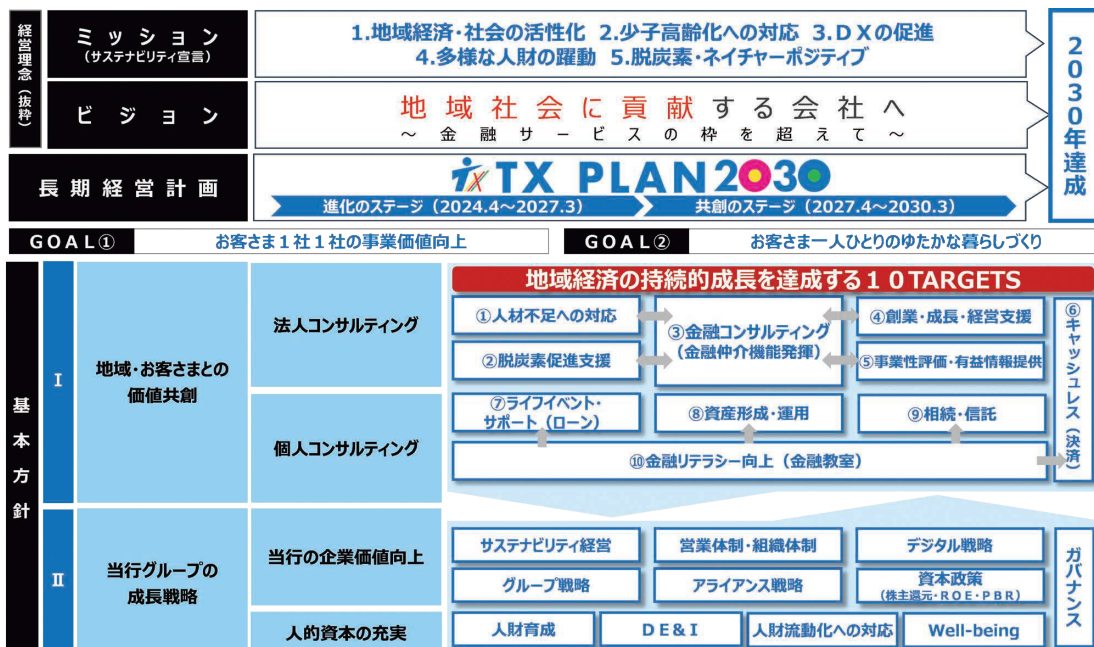 経営理念（抜粋）
ミッション
（サステナビリティ宣言）
1.地域経済・社会の活性化 2.少子高齢化への対応 3.ＤＸの促進
4.多様な人財の躍動 5.脱炭素・ネイチャーポジティブ
ビジョン
地域社会に貢献する会社へ
～金融サービスの枠を超えて～
長期経営計画
TX PLAN2030
進化のステージ（2024.4～2027.3）
共創のステージ（2027.4～2030.3）
2030年達成
GOAL①
お客さま１社１社の事業価値向上
GOAL②
お客さま一人ひとりのゆたかな暮らしづくり
基本方針
Ⅰ
地域・お客さまとの
価値共創
法人コンサルティング
個人コンサルティング
地域経済の持続的成長を達成する１０TARGETS
①人材不足への対応
②脱炭素促進支援
③金融コンサルティング
（金融仲介機能発揮）
④創業・成長・経営支援
⑤事業性評価・有益情報提供
⑥キャッシュレス（決済）
⑦ライフイベント・
サポート（ローン）
⑧資産形成・運用
⑨相続・信託
⑩金融リテラシー向上（金融教室）
Ⅱ
当行グループの
成長戦略
当行の企業価値向上
人的資本の充実
サステナビリティ経営
営業体制・組織体制
デジタル戦略
グループ戦略
アライアンス戦略
資本政策
（株主還元・ＲＯＥ・ＰＢＲ）
人財育成
ＤＥ＆Ｉ
人財流動化への対応
Well-being
ガバナンス